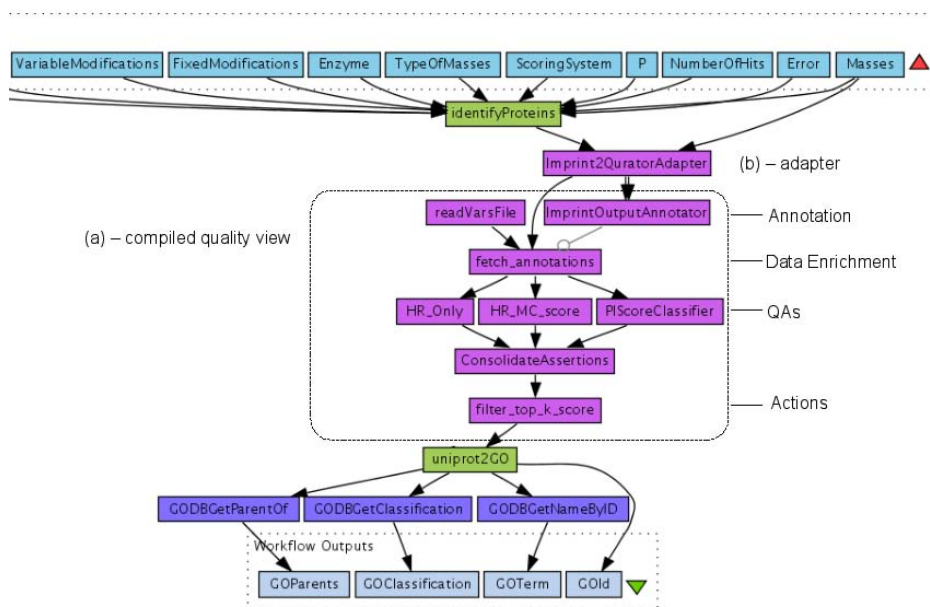 VariableModifications FixedModifications Enzyme TypeOfMasses ScoringSystem P NumberOfHits Error Masses
identifyProteins
Imprint2QuratorAdapter
(b) – adapter
readVarsFile ImprintOutputAnnotator
Annotation
(a) – compiled quality view
fetch_annotations
Data Enrichment
HR_Only HR_MC_score PIScoreClassifier
QAs
ConsolidateAssertions
filter_top_k_score
Actions
uniprot2GO
GODBGetParentOf GODBGetClassification GODBGetNameByID
Workflow Outputs
GOParents GOClassification GOTerm GOId